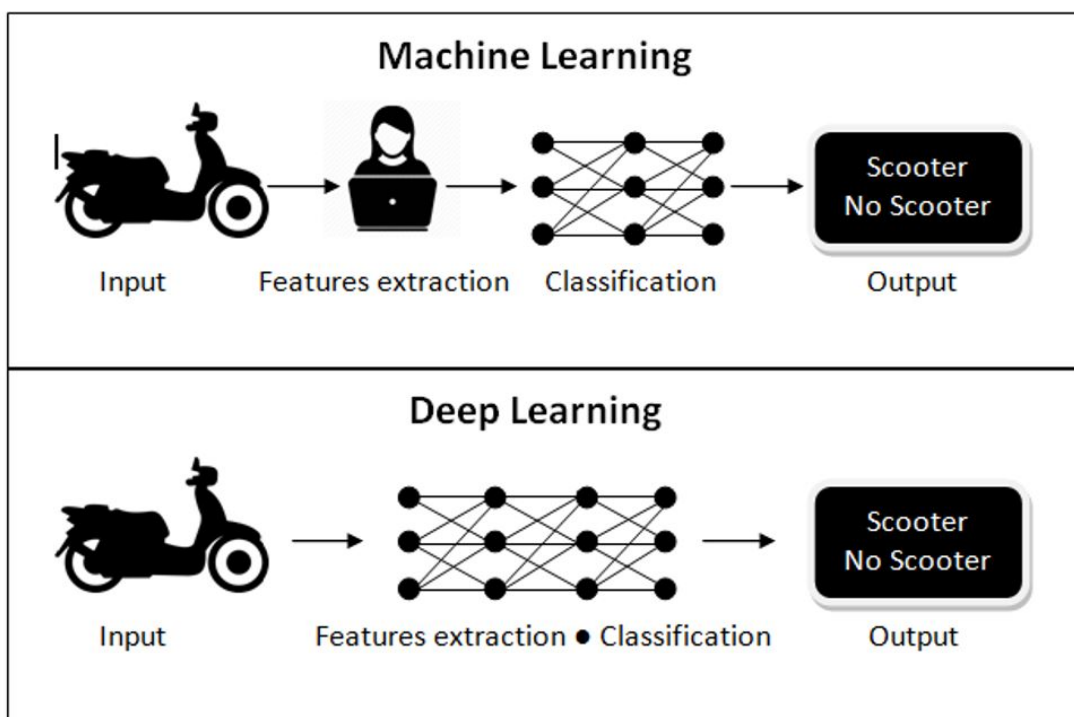 Machine Learning
Scooter
No Scooter
Input
Features extraction
Classification
Output
Deep Learning
Scooter
No Scooter
Input
Features extraction ● Classification
Output